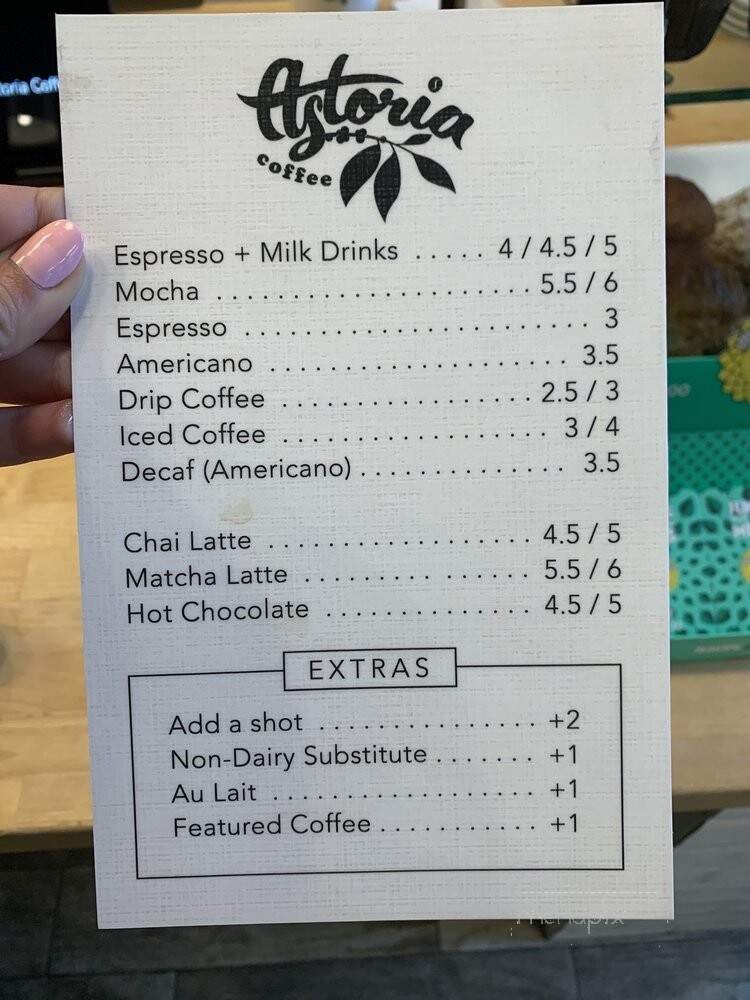 Astoria
coffee
Espresso + Milk Drinks ..... 4 / 4.5 / 5
Mocha ...................... 5.5 / 6
Espresso ........................ 3
Americano .................... 3.5
Drip Coffee .................. 2.5 / 3
Iced Coffee ................... 3 / 4
Decaf (Americano) .............. 3.5
Chai Latte ................... 4.5 / 5
Matcha Latte ................ 5.5 / 6
Hot Chocolate ............... 4.5 / 5
EXTRAS
Add a shot ................ +2
Non-Dairy Substitute ....... +1
Au Lait ................... +1
Featured Coffee ........... +1
menupix